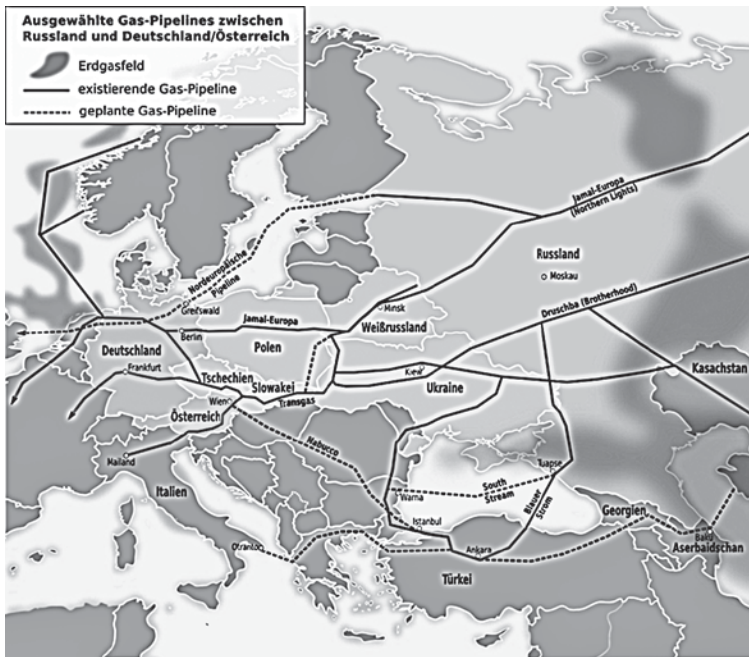 Ausgewählte Gas-Pipelines zwischen
Russland und Deutschland/Österreich
Erdgasfeld
existierende Gas-Pipeline
geplante Gas-Pipeline
Jamal-Europa
(Northern Lights)
Russland
Moskau
Nordeuropäische
Pipeline
Greifswald
Druschba (Brotherhood)
Minsk
Weißrussland
Jamal-Europa
Berlin
Polen
Deutschland
Frankfurt
Tschechien
Slowakei
Kiew
Ukraine
Kasachstan
Transgas
Wien
Österreich
Nabucco
Mailand
Tuapse
South
Stream
Warna
Blauer
Strom
Italien
Istanbul
Georgien
Otranto
Ankara
Baku
Aserbaidschan
Türkei